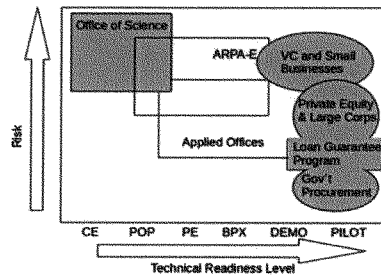 Office of Science
ARPA-E
VC and Small
Businesses
Private Equity
& Large Corps
Applied Offices
Loan Guarantee
Program
Gov't
Procurement
Risk
CE POP PE BPX DEMO PILOT
Technical Readiness Level